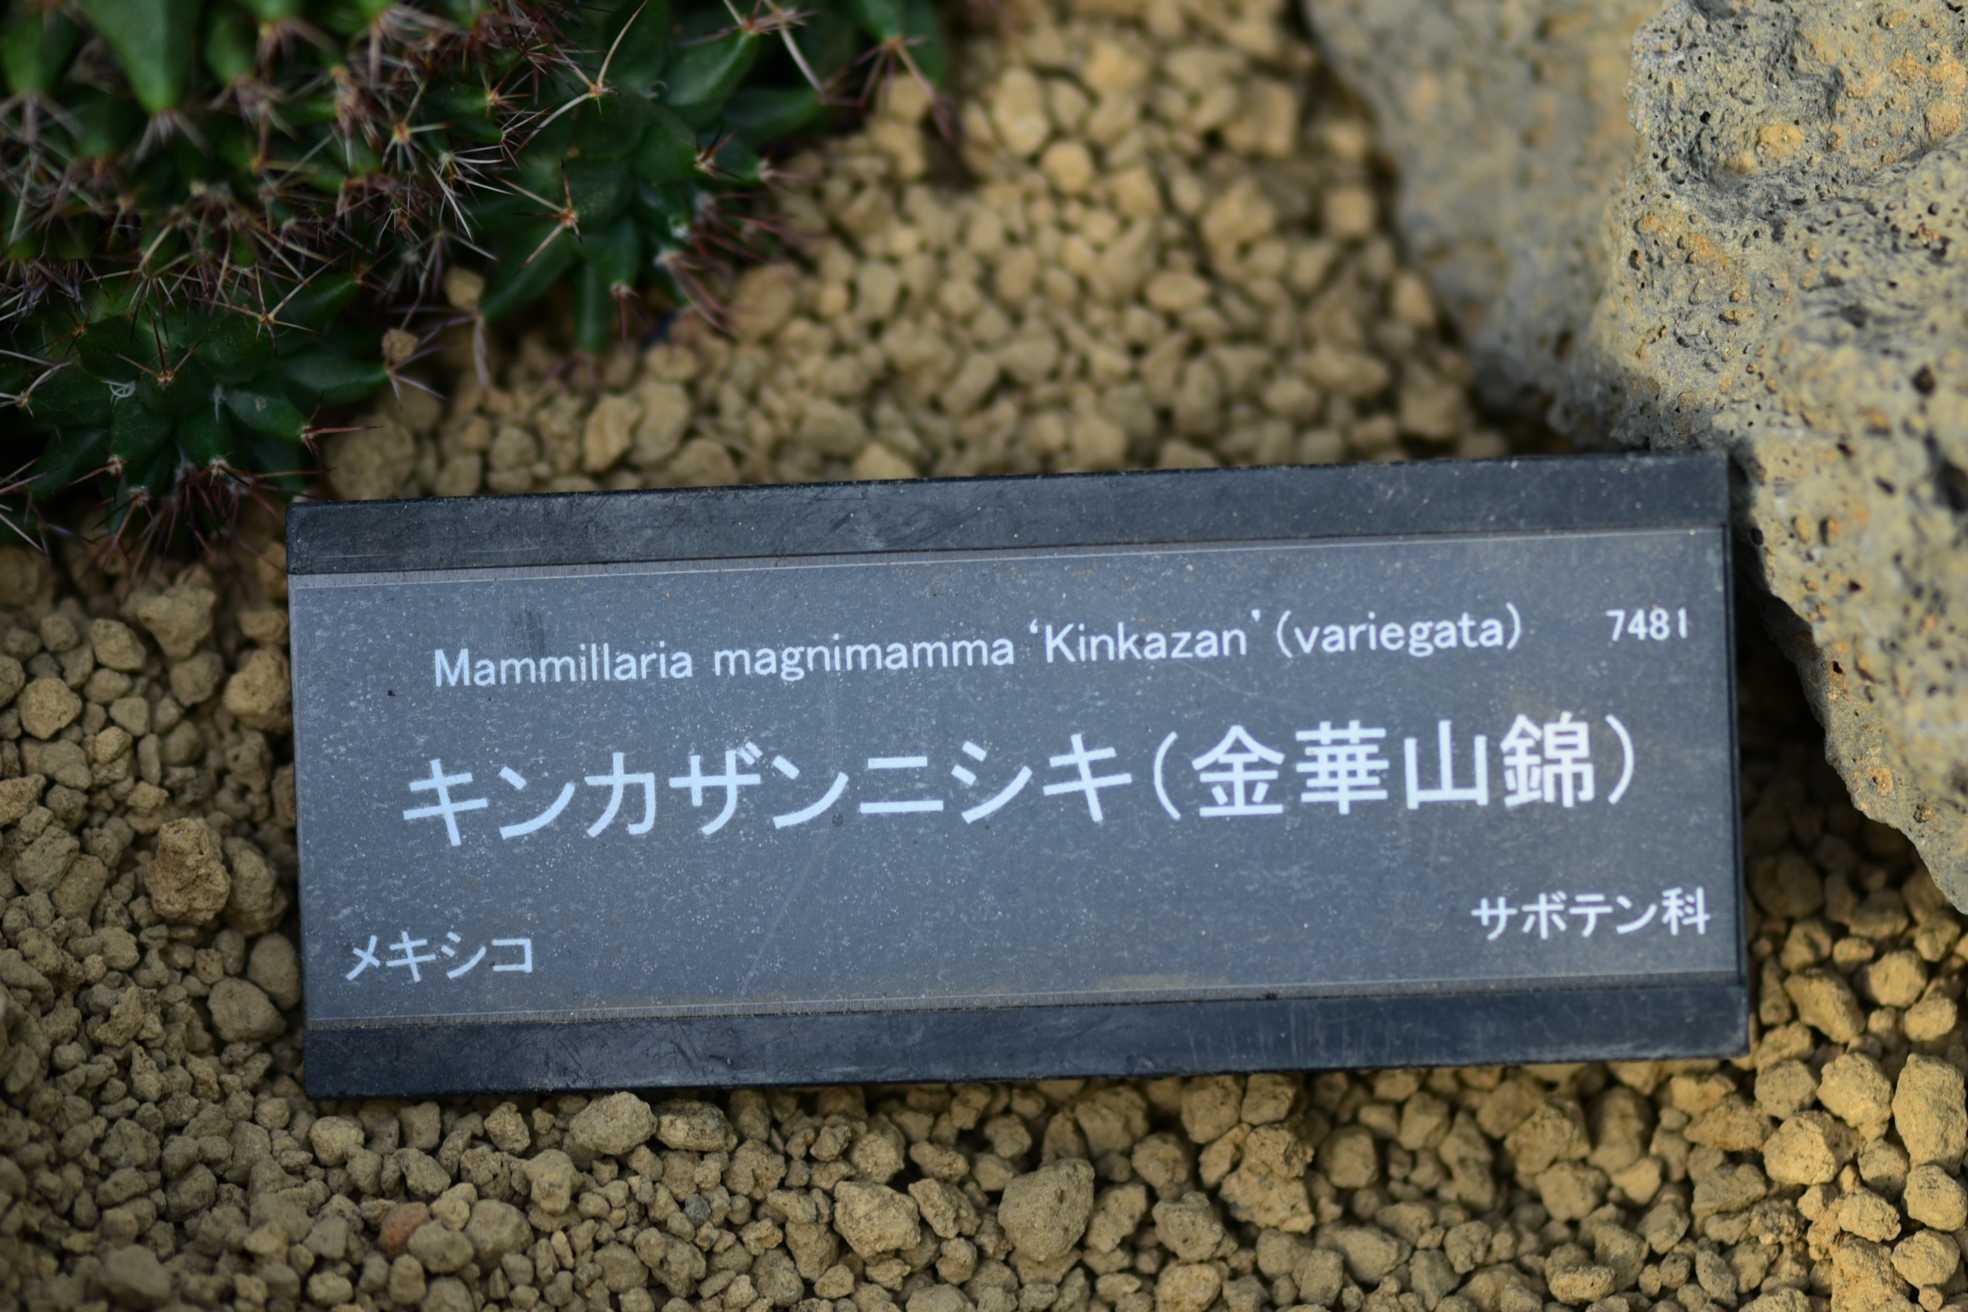 Mammillaria magnimamma ‘Kinkazan’ (variegata) 7481
キンカザンニシキ(金華山錦)
メキシコ サボテン科